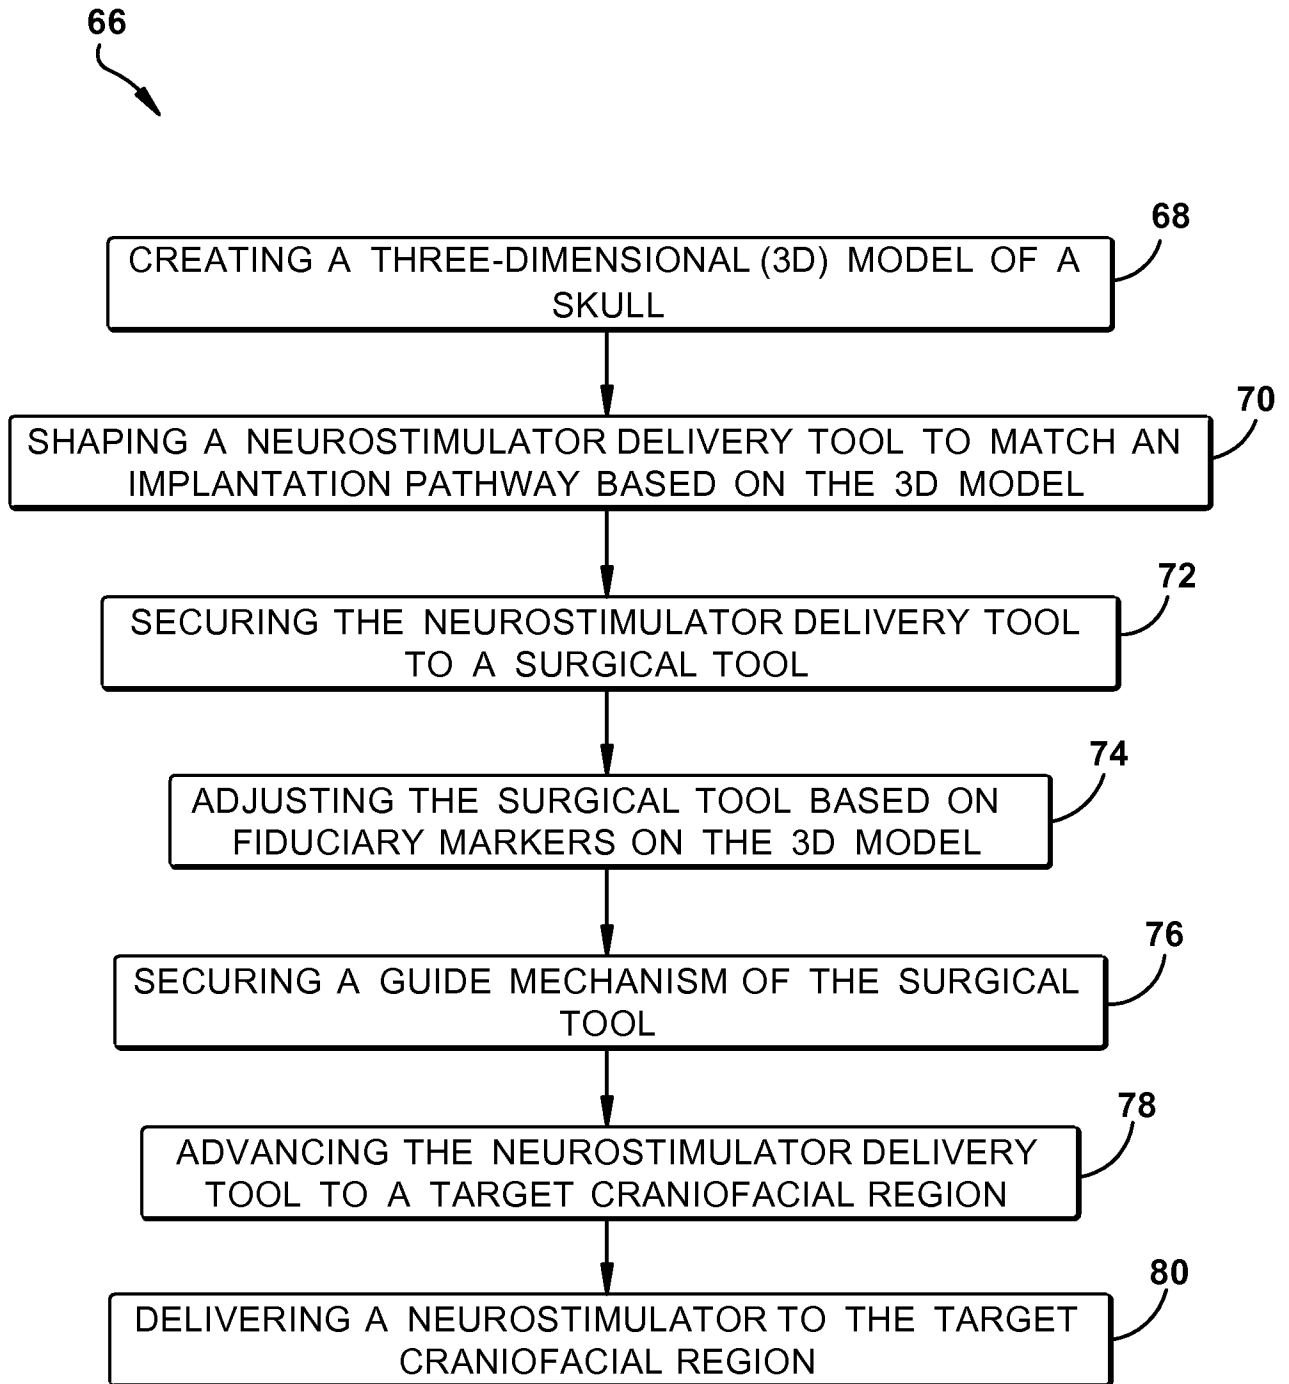 66
68
CREATING A THREE-DIMENSIONAL (3D) MODEL OF A
SKULL
70
SHAPING A NEUROSTIMULATOR DELIVERY TOOL TO MATCH AN
IMPLANTATION PATHWAY BASED ON THE 3D MODEL
72
SECURING THE NEUROSTIMULATOR DELIVERY TOOL
TO A SURGICAL TOOL
74
ADJUSTING THE SURGICAL TOOL BASED ON
FIDUCIARY MARKERS ON THE 3D MODEL
76
SECURING A GUIDE MECHANISM OF THE SURGICAL
TOOL
78
ADVANCING THE NEUROSTIMULATOR DELIVERY
TOOL TO A TARGET CRANIOFACIAL REGION
80
DELIVERING A NEUROSTIMULATOR TO THE TARGET
CRANIOFACIAL REGION